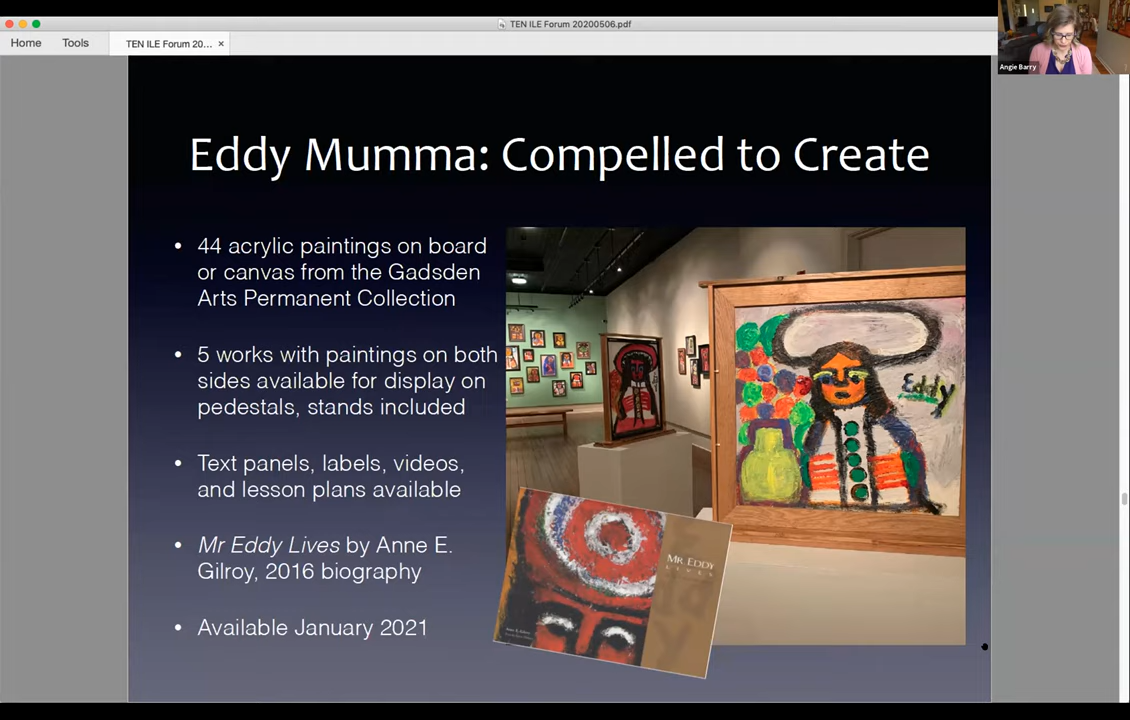 TEN ILE Forum 20200506.pdf
Home
Tools
TEN ILE Forum 20... ×
Angie Barry
Eddy Mumma: Compelled to Create
• 44 acrylic paintings on board
or canvas from the Gadsden
Arts Permanent Collection
• 5 works with paintings on both
sides available for display on
pedestals, stands included
• Text panels, labels, videos,
and lesson plans available
• Mr Eddy Lives by Anne E.
Gilroy, 2016 biography
• Available January 2021
Eddy
MR EDDY
LIVES